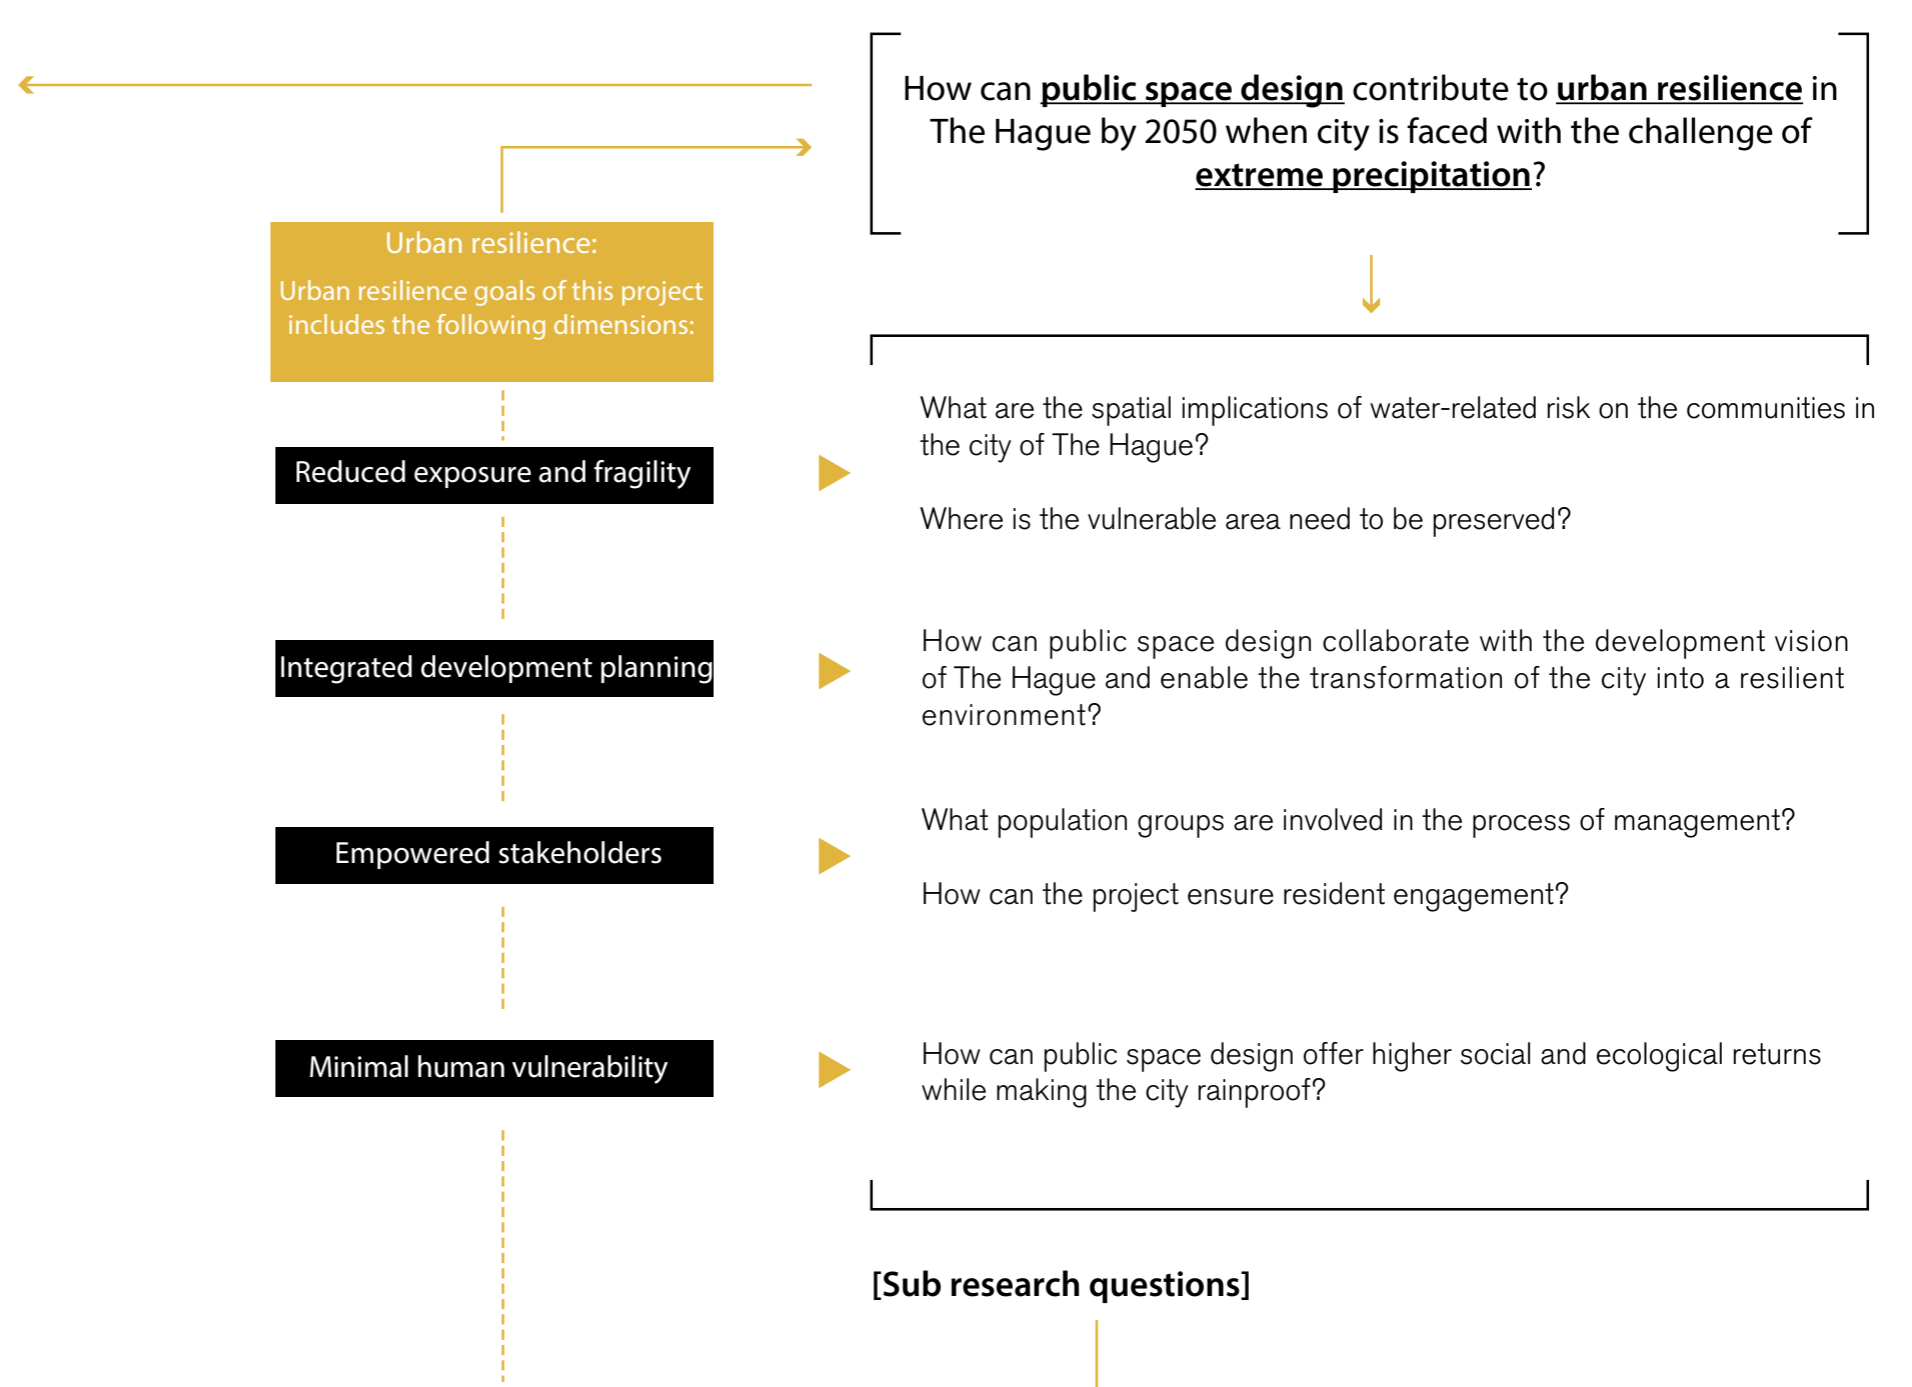 How can public space design contribute to urban resilience in
The Hague by 2050 when city is faced with the challenge of
extreme precipitation?
Urban resilience:
Urban resilience goals of this project
includes the following dimensions:
Reduced exposure and fragility
What are the spatial implications of water-related risk on the communities in
the city of The Hague?
Where is the vulnerable area need to be preserved?
Integrated development planning
How can public space design collaborate with the development vision
of The Hague and enable the transformation of the city into a resilient
environment?
Empowered stakeholders
What population groups are involved in the process of management?
How can the project ensure resident engagement?
Minimal human vulnerability
How can public space design offer higher social and ecological returns
while making the city rainproof?
[Sub research questions]